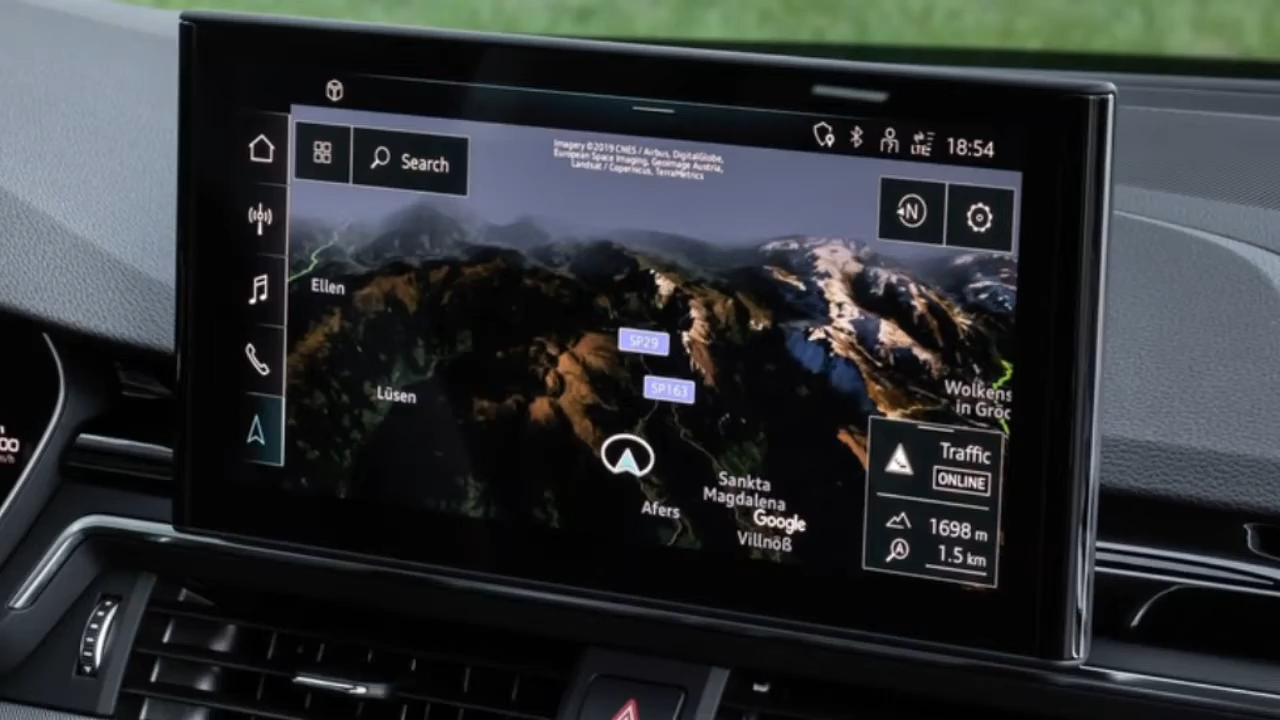 LTE 18:54
Search
Imagery ©2019 CNES / Airbus, DigitalGlobe,
European Space Imaging, Geoimage Austria,
Landsat / Copernicus, TerraMetrics
N
Ellen
SP29
SP163
Lüsen
Wolkens
in Gröd
Traffic
ONLINE
Sankta
Magdalena
Afers
Google
Villnöß
1698 m
A 1.5 km